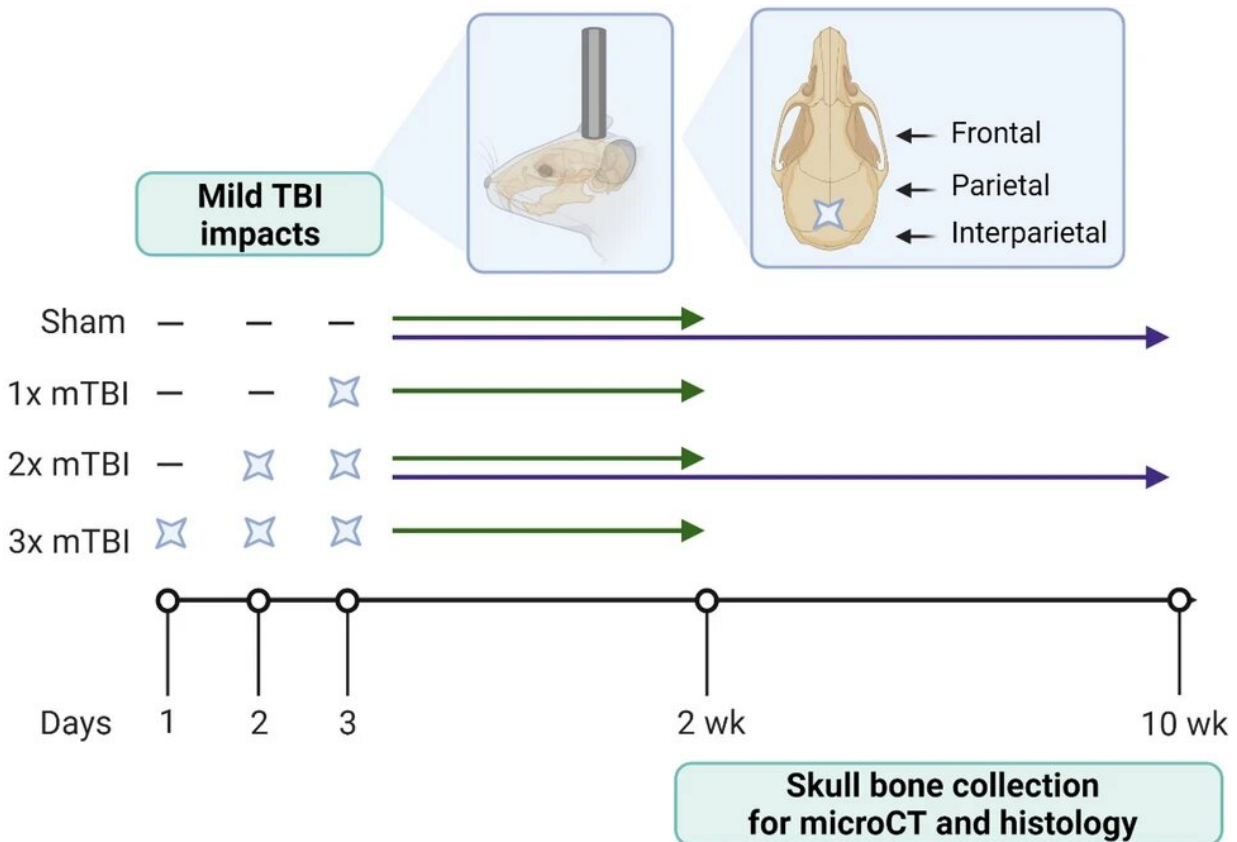 Mild TBI
impacts
Frontal
Parietal
Interparietal
Sham
1x mTBI
2x mTBI
3x mTBI
Days 1 2 3 2 wk 10 wk
Skull bone collection
for microCT and histology